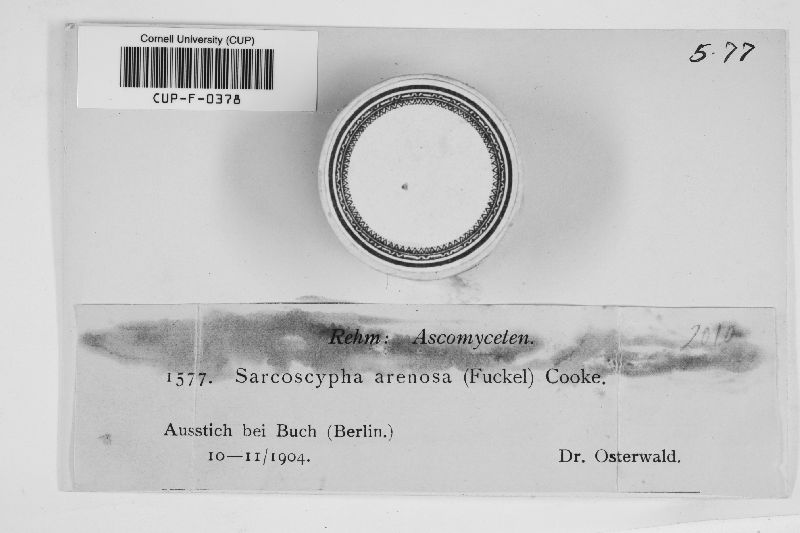 Cornell University (CUP)
CUP-F-0378
5-77
Rehm: Ascomyceten.
2010
1577. Sarcoscypha arenosa (Fuckel) Cooke.
Ausstich bei Buch (Berlin.)
10—11/1904.
Dr. Osterwald.